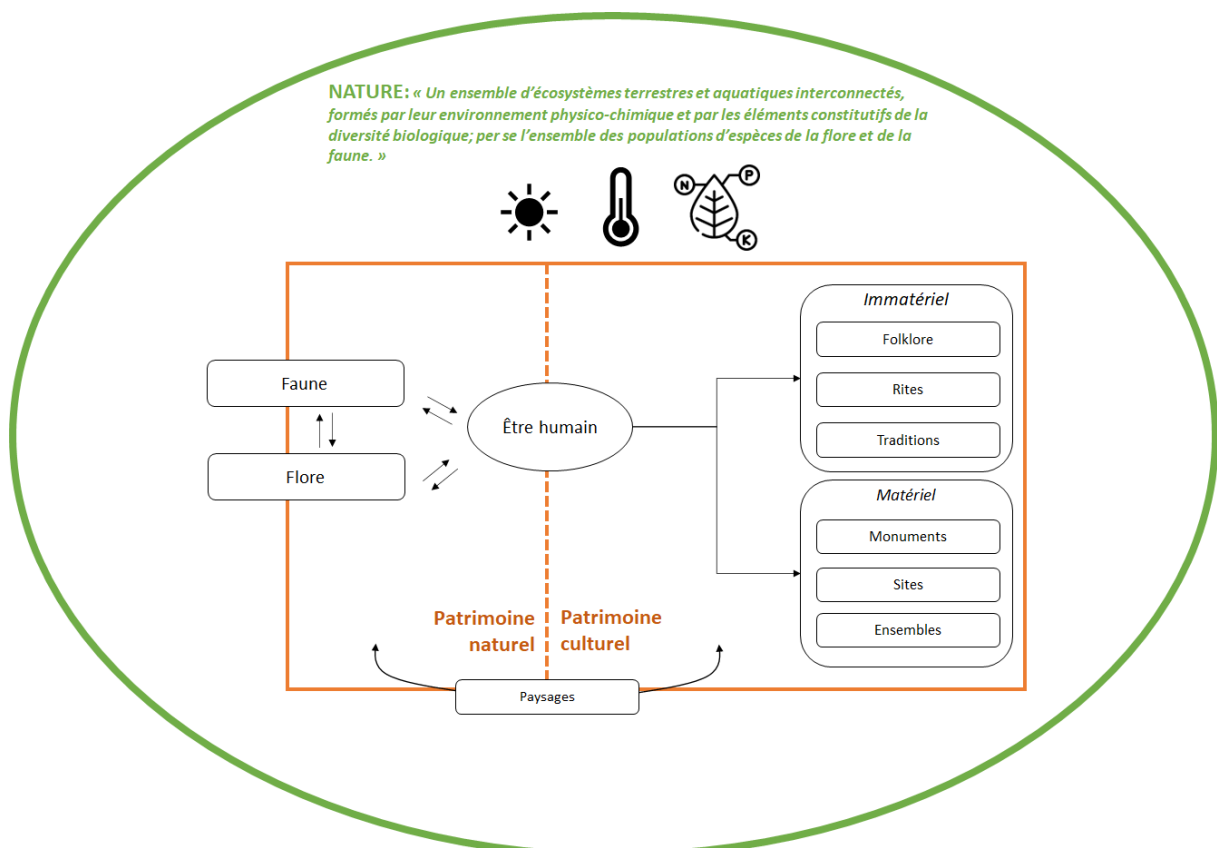 NATURE: « Un ensemble d’écosystèmes terrestres et aquatiques interconnectés,
formés par leur environnement physico-chimique et par les éléments constitutifs de la
diversité biologique; per se l’ensemble des populations d’espèces de la flore et de la
faune. »
N
P
K
Immatériel
Folklore
Rites
Traditions
Faune
Flore
Être humain
Matériel
Monuments
Sites
Ensembles
Patrimoine
naturel
Patrimoine
culturel
Paysages